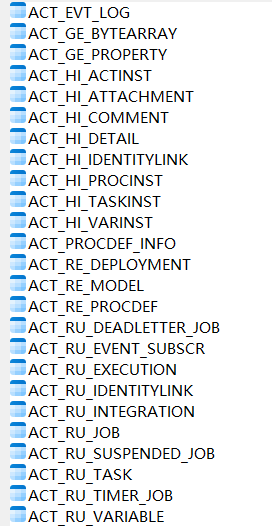 ACT_EVT_LOG
ACT_GE_BYTEARRAY
ACT_GE_PROPERTY
ACT_HI_ACTINST
ACT_HI_ATTACHMENT
ACT_HI_COMMENT
ACT_HI_DETAIL
ACT_HI_IDENTITYLINK
ACT_HI_PROCINST
ACT_HI_TASKINST
ACT_HI_VARINST
ACT_PROCDEF_INFO
ACT_RE_DEPLOYMENT
ACT_RE_MODEL
ACT_RE_PROCDEF
ACT_RU_DEADLETTER_JOB
ACT_RU_EVENT_SUBSCR
ACT_RU_EXECUTION
ACT_RU_IDENTITYLINK
ACT_RU_INTEGRATION
ACT_RU_JOB
ACT_RU_SUSPENDED_JOB
ACT_RU_TASK
ACT_RU_TIMER_JOB
ACT_RU_VARIABLE